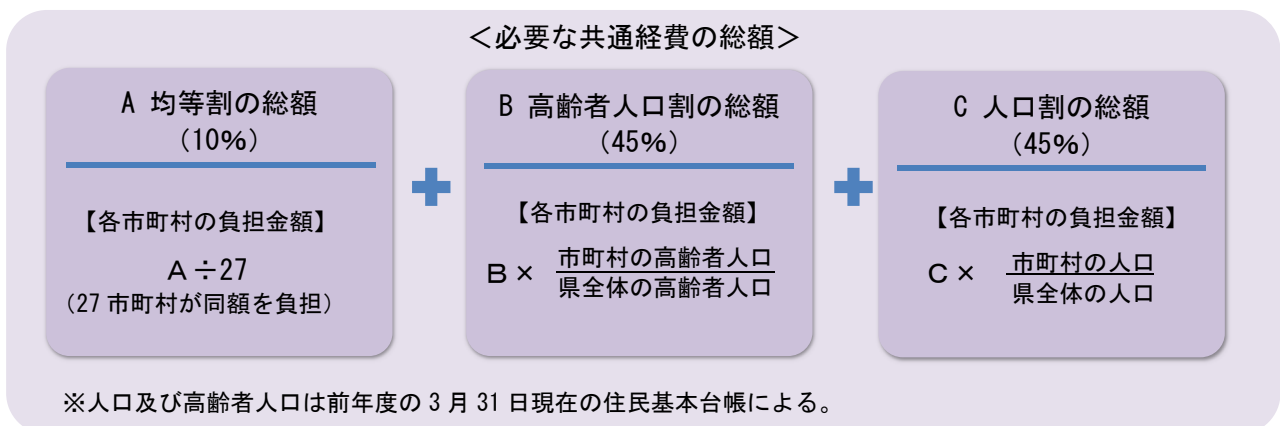 ＜必要な共通経費の総額＞
A 均等割の総額
（10％）
【各市町村の負担金額】
Ａ÷27
（27 市町村が同額を負担）
B 高齢者人口割の総額
（45％）
【各市町村の負担金額】
Ｂ×
市町村の高齢者人口
県全体の高齢者人口
C 人口割の総額
（45％）
【各市町村の負担金額】
Ｃ×
市町村の人口
県全体の人口
※人口及び高齢者人口は前年度の 3 月 31 日現在の住民基本台帳による。